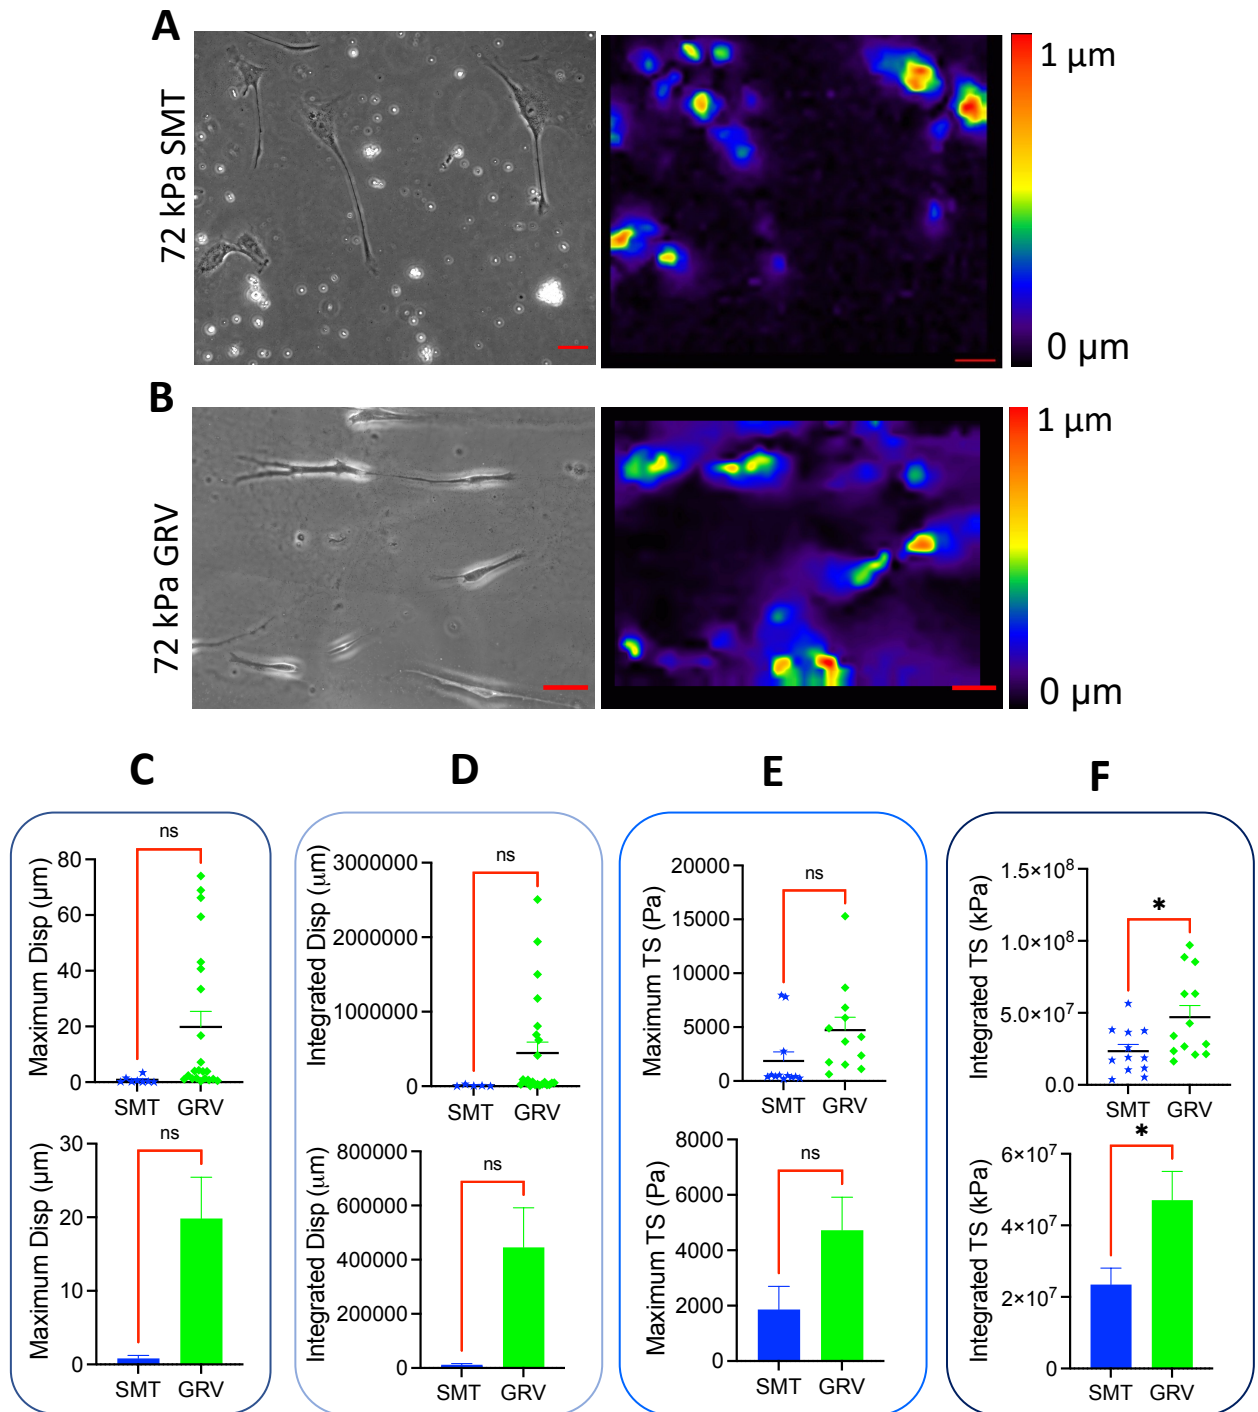 A
72 kPa SMT
1 µm
0 µm
B
72 kPa GRV
1 µm
0 µm
C
D
E
F
ns
Maximum Disp (µm)
80
60
40
20
0
SMT GRV
ns
Integrated Disp (µm)
3000000
2000000
1000000
0
SMT GRV
ns
Maximum TS (Pa)
20000
15000
10000
5000
0
SMT GRV
*
Integrated TS (kPa)
1.5×10⁸
1.0×10⁸
5.0×10⁷
0.0
SMT GRV
ns
Maximum Disp (µm)
30
20
10
0
SMT GRV
ns
Integrated Disp (µm)
800000
600000
400000
200000
0
SMT GRV
ns
Maximum TS (Pa)
8000
6000
4000
2000
0
SMT GRV
*
Integrated TS (kPa)
6×10⁷
4×10⁷
2×10⁷
0
SMT GRV